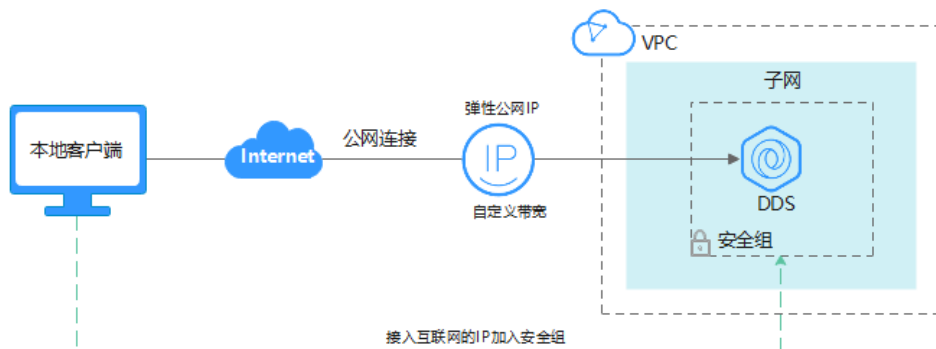 VPC
子网
弹性公网IP
本地客户端
Internet
公网连接
IP
自定义带宽
DDS
安全组
接入互联网的IP加入安全组